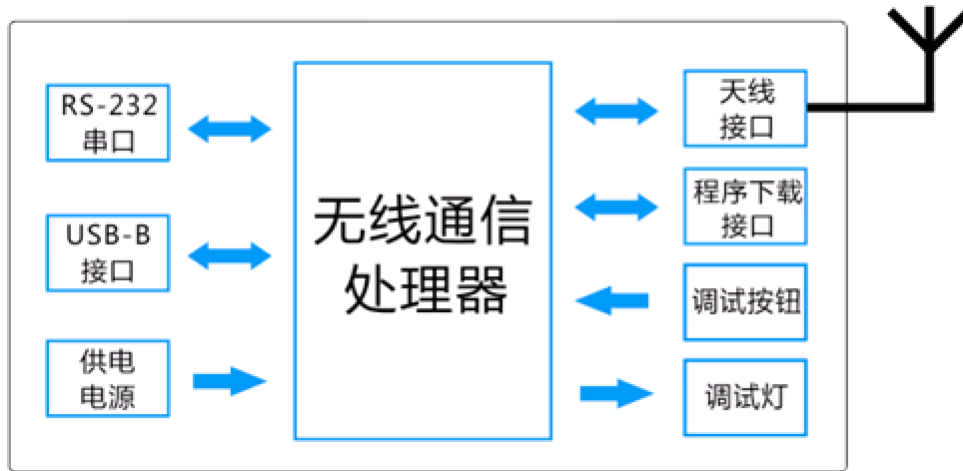 RS-232
串口
USB-B
接口
供电
电源
无线通信
处理器
天线
接口
程序下载
接口
调试按钮
调试灯